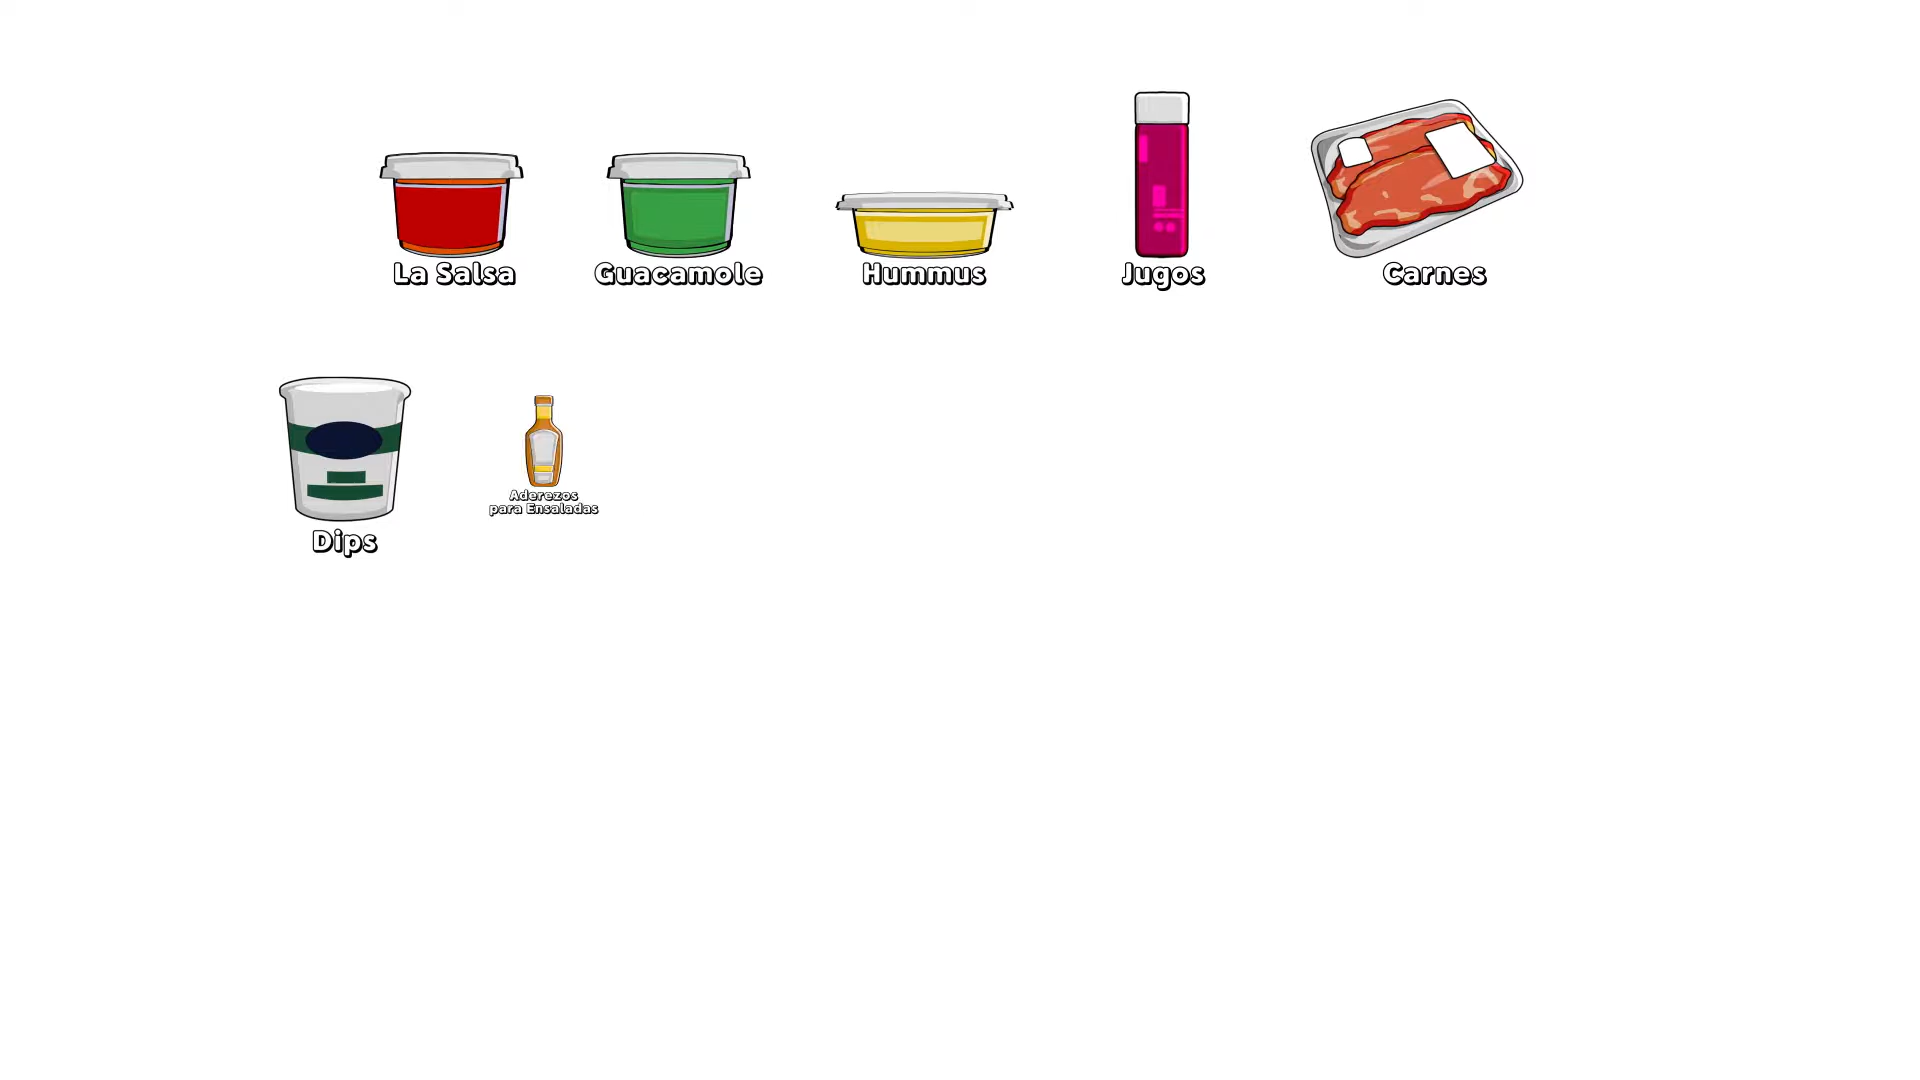 La Salsa
Guacamole
Hummus
Jugos
Carnes
Dips
Aderezos
para Ensaladas